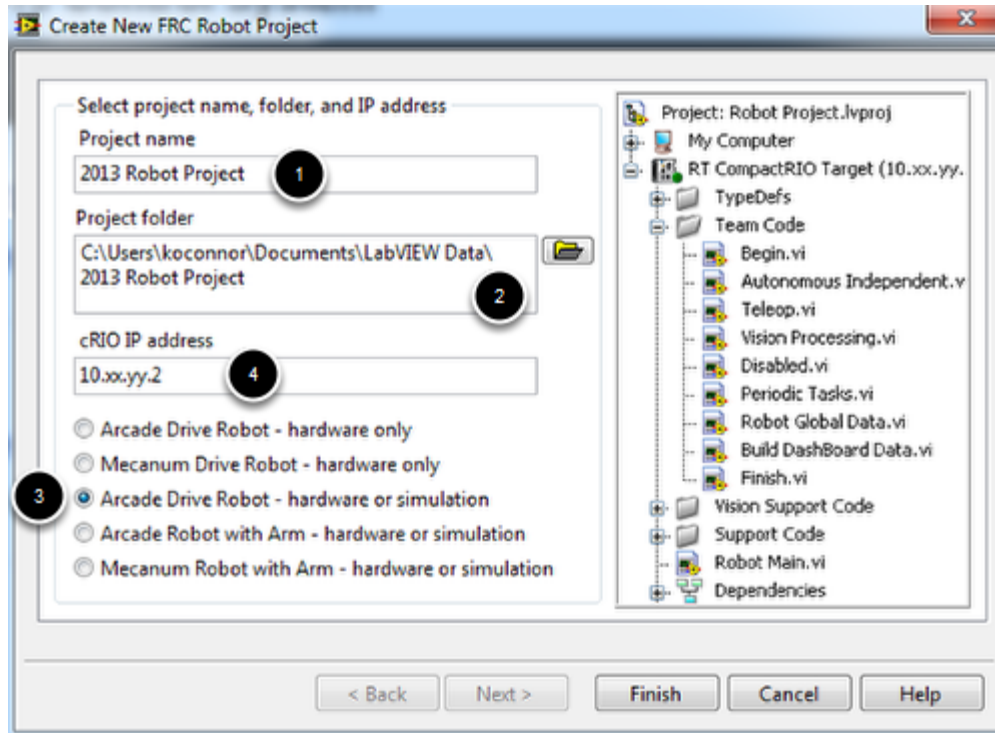 Create New FRC Robot Project
Select project name, folder, and IP address
Project name
2013 Robot Project
1
Project folder
C:\Users\koconnor\Documents\LabVIEW Data\
2013 Robot Project
2
cRIO IP address
10.xx.yy.2
4
Arcade Drive Robot - hardware only
Mecanum Drive Robot - hardware only
3
Arcade Drive Robot - hardware or simulation
Arcade Robot with Arm - hardware or simulation
Mecanum Robot with Arm - hardware or simulation
Project: Robot Project.lvproj
My Computer
RT CompactRIO Target (10.xx.yy.
TypeDefs
Team Code
Begin.vi
Autonomous Independent.v
Teleop.vi
Vision Processing.vi
Disabled.vi
Periodic Tasks.vi
Robot Global Data.vi
Build DashBoard Data.vi
Finish.vi
Vision Support Code
Support Code
Robot Main.vi
Dependencies
< Back
Next >
Finish
Cancel
Help